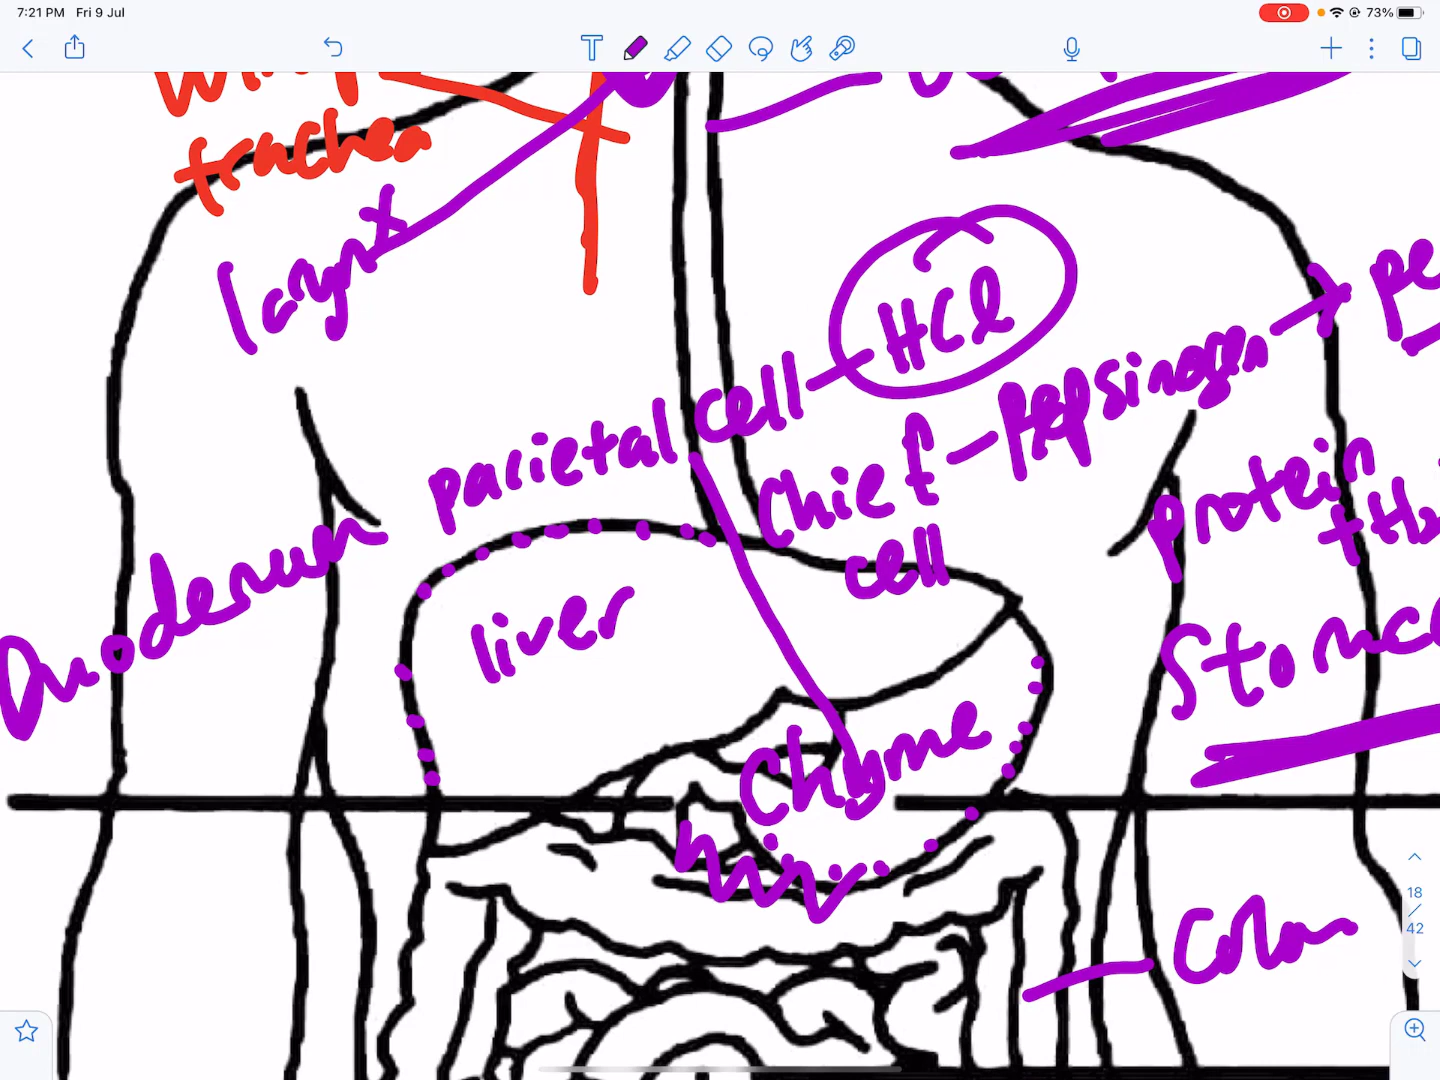 7:21 PM Fri 9 Jul
73%
trachea
larynx
HCl
parietal cell
Chief - pepsinogen
cell
protein
Duodenum
liver
Chyme
Colon
18
/
42